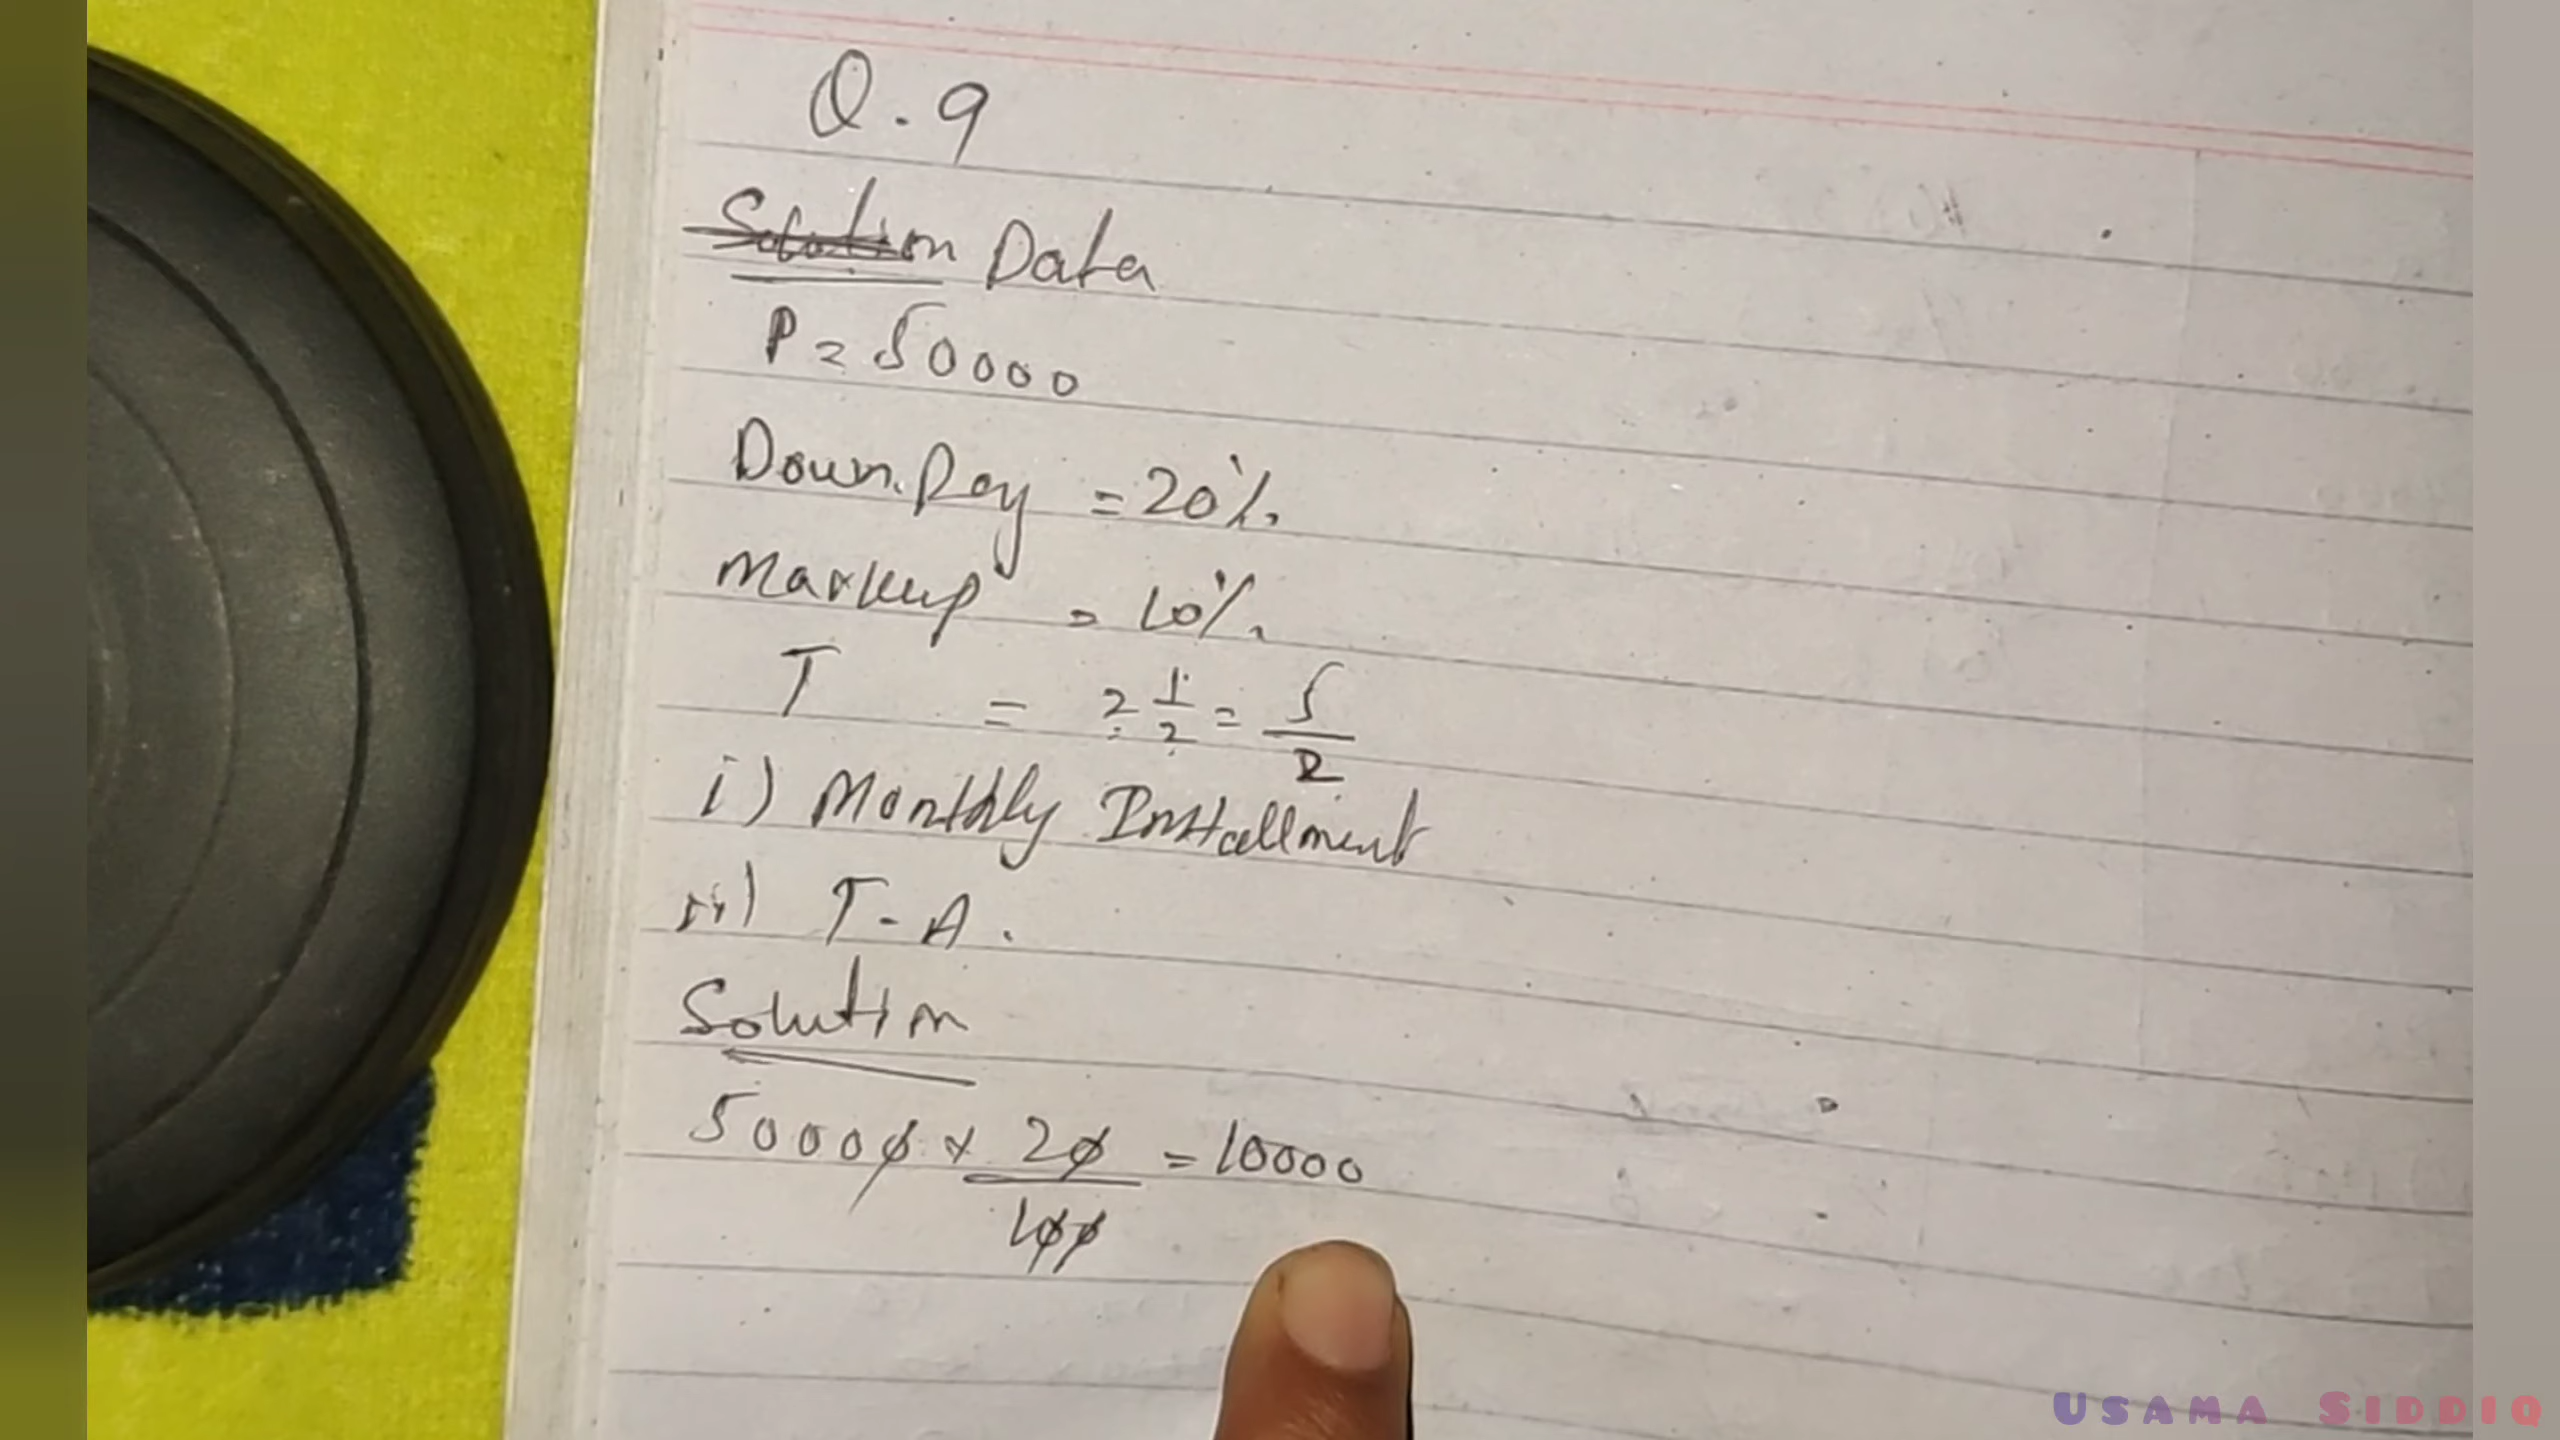 Q.9
Solution Data
P = 50000
Down.Pay = 20%.
Markup = 10%.
T = 2 1/2 = 5/2
i) Monthly Installment
ii) T-A.
Solution
50000 × 20/100 = 10000
USAMA SIDDIQ